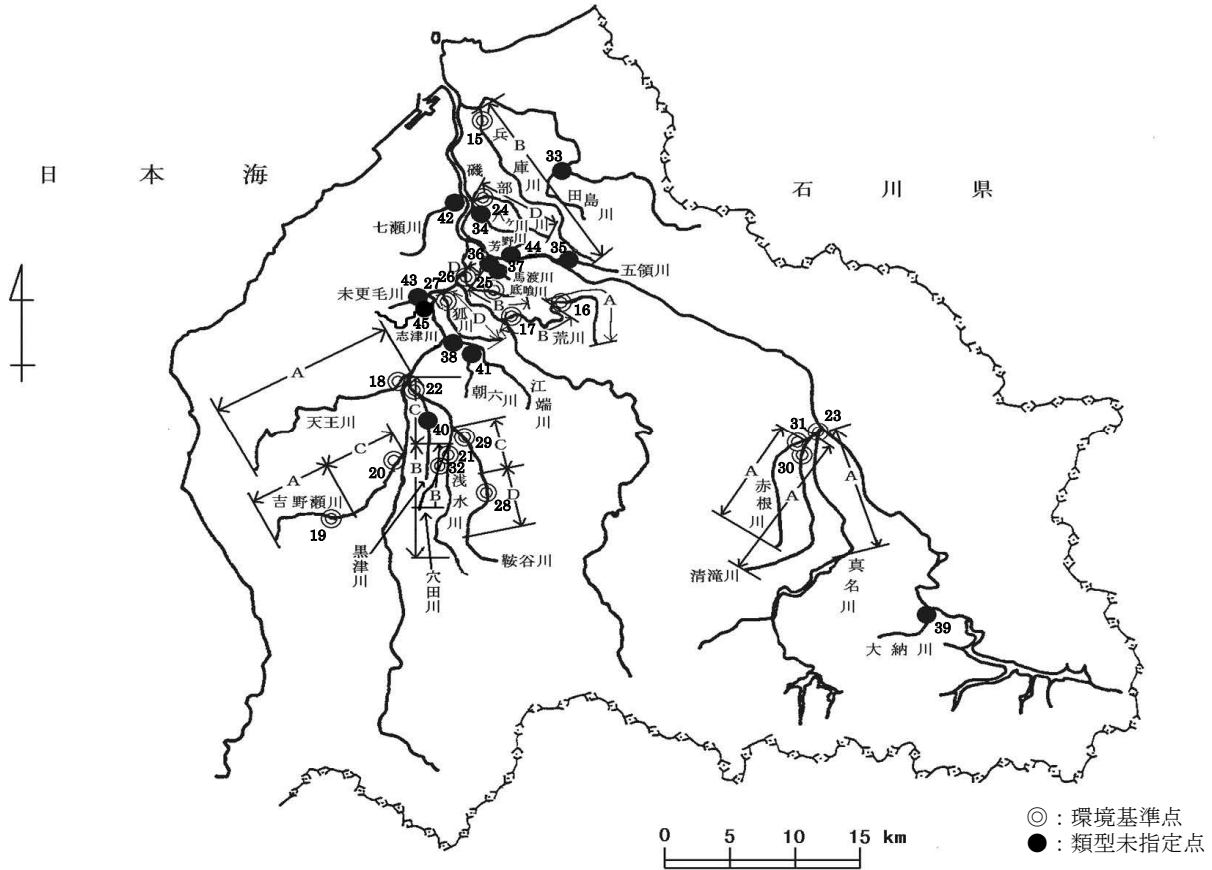 日本海
石川県
15
兵庫川
B
33
田島川
磯部川
24
D
八ヶ川
34
42
七瀬川
芳野川
44
35
五領川
36
37
馬渡川
D
26
25
底喰川
43
27
未更毛川
狐川
B
D
45
志津川
17
16
A
B
荒川
38
41
朝六川
江端川
A
18
22
天王川
C
40
29
C
21
32
B
B
浅水川
D
28
鞍谷川
C
20
A
吉野瀬川
19
黒津川
穴田川
31
23
30
A
赤根川
A
A
清滝川
真名川
39
大納川
0 5 10 15 km
◎：環境基準点
●：類型未指定点